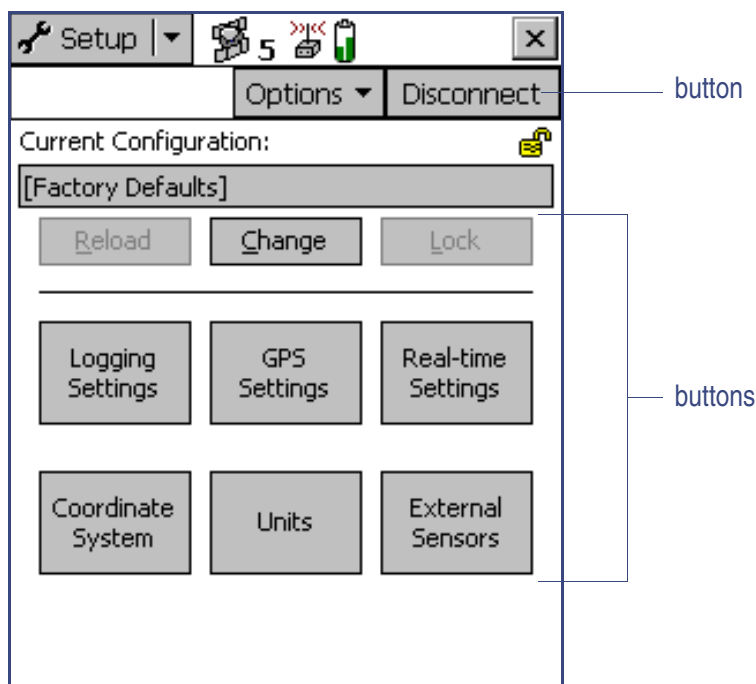 Setup
5
Options Disconnect
button
Current Configuration:
[Factory Defaults]
Reload Change Lock
Logging Settings
GPS Settings
Real-time Settings
buttons
Coordinate System
Units
External Sensors